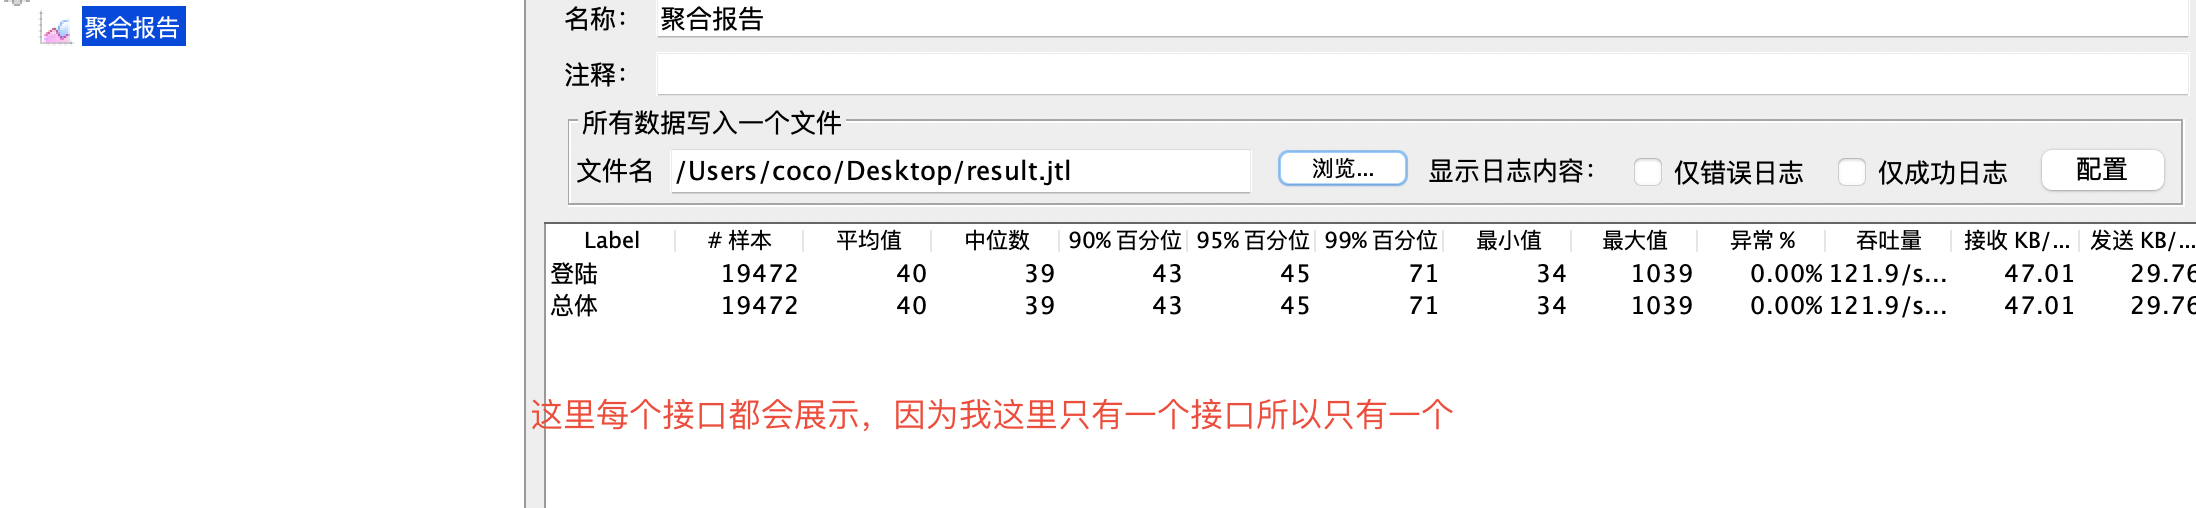 聚合报告
名称： 聚合报告
注释：
所有数据写入一个文件
文件名 /Users/coco/Desktop/result.jtl 浏览... 显示日志内容： 仅错误日志 仅成功日志 配置
Label # 样本 平均值 中位数 90% 百分位 95% 百分位 99% 百分位 最小值 最大值 异常 % 吞吐量 接收 KB/... 发送 KB/...
登陆 19472 40 39 43 45 71 34 1039 0.00% 121.9/s... 47.01 29.76
总体 19472 40 39 43 45 71 34 1039 0.00% 121.9/s... 47.01 29.76
这里每个接口都会展示，因为我这里只有一个接口所以只有一个